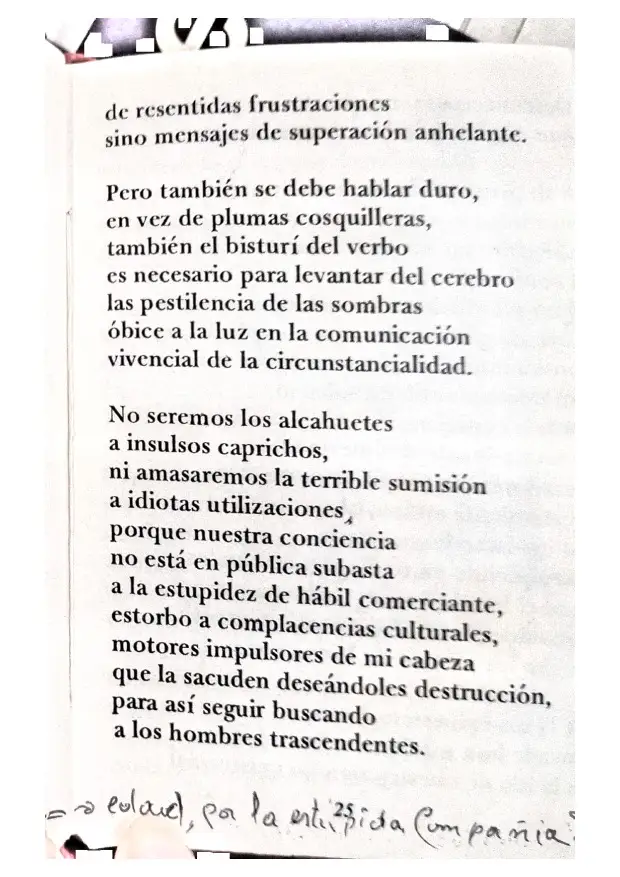 de resentidas frustraciones
sino mensajes de superación anhelante.
Pero también se debe hablar duro,
en vez de plumas cosquilleras,
también el bisturí del verbo
es necesario para levantar del cerebro
las pestilencia de las sombras
óbice a la luz en la comunicación
vivencial de la circunstancialidad.
No seremos los alcahuetes
a insulsos caprichos,
ni amasaremos la terrible sumisión
a idiotas utilizaciones,
porque nuestra conciencia
no está en pública subasta
a la estupidez de hábil comerciante,
estorbo a complacencias culturales,
motores impulsores de mi cabeza
que la sacuden deseándoles destrucción,
para así seguir buscando
a los hombres trascendentes.
25
por la estúpida Compañia